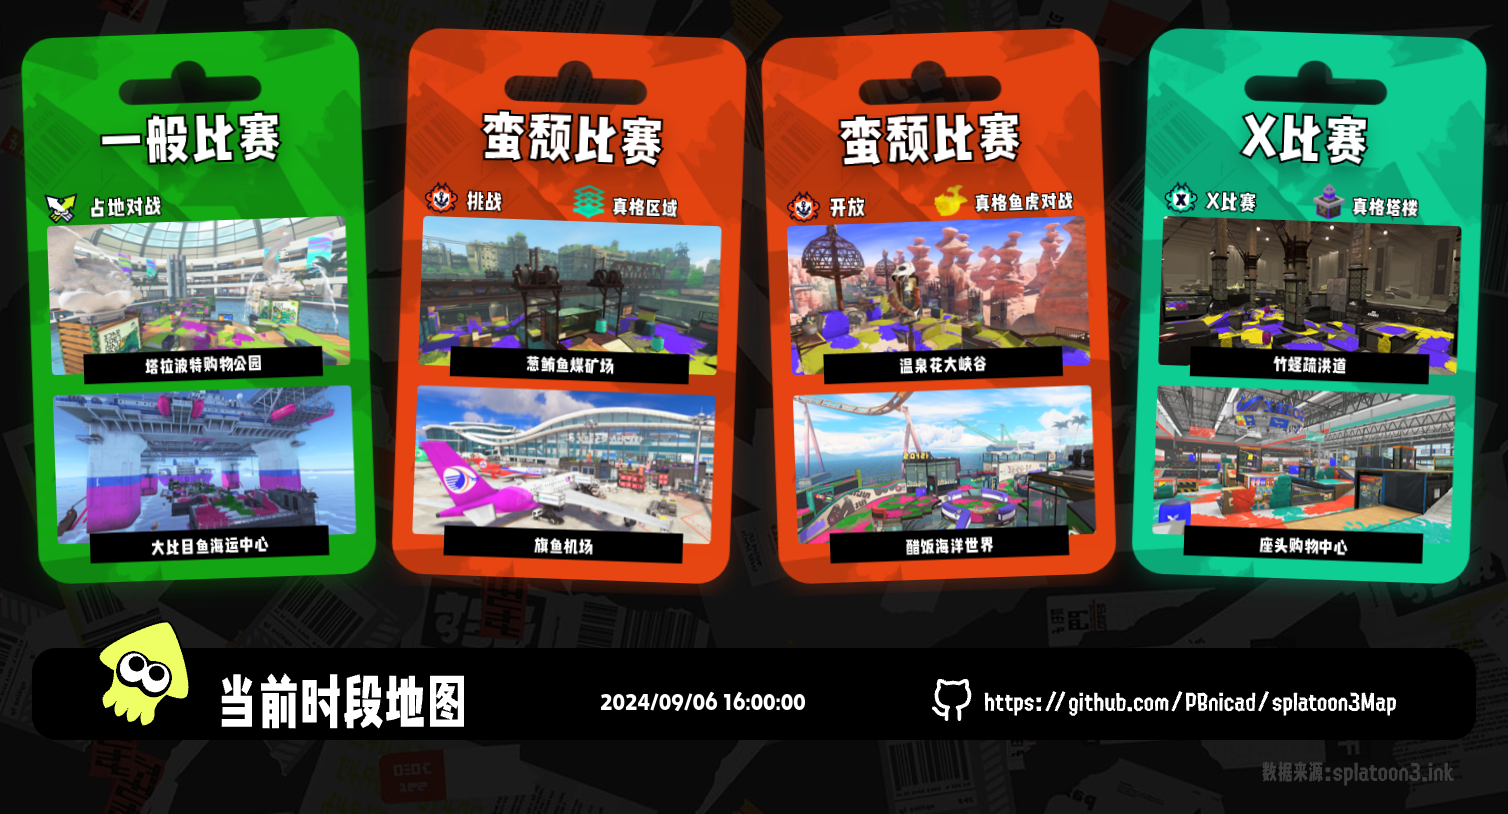 一般比赛
占地对战
塔拉波特购物公园
大比目鱼海运中心
蛮颓比赛
挑战
真格区域
葱鲔鱼煤矿场
旗鱼机场
蛮颓比赛
开放
真格鱼虎对战
温泉花大峡谷
醋饭海洋世界
X比赛
X比赛
真格塔楼
竹蛏疏洪道
座头购物中心
当前时段地图
2024/09/06 16:00:00
https://github.com/PBnicad/splatoon3Map
数据来源:splatoon3.ink